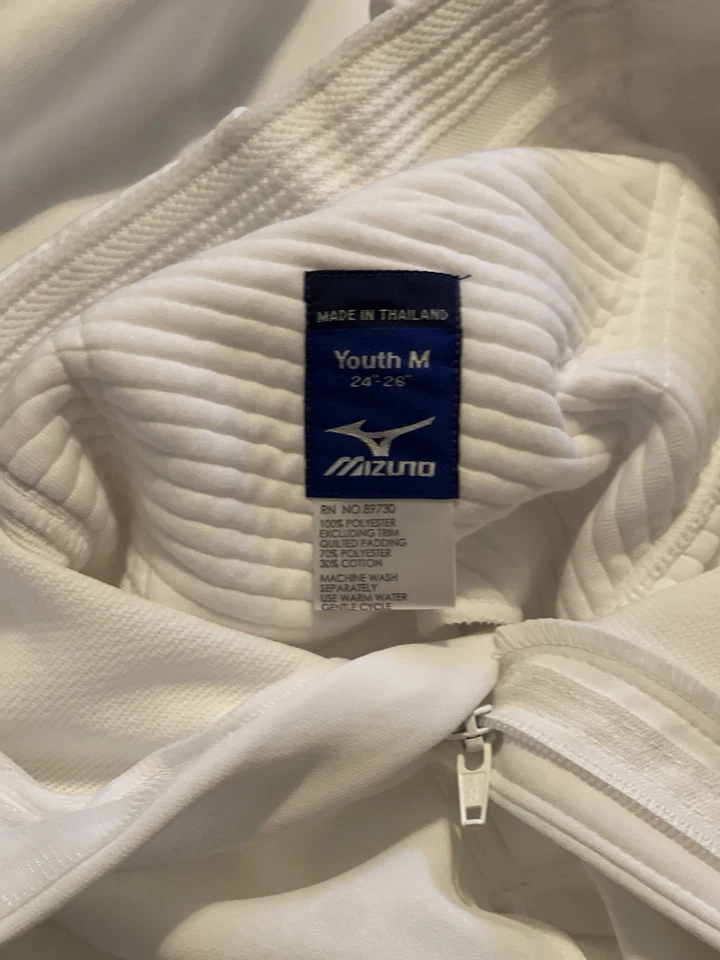 MADE IN THAILAND
Youth M
24"-26"
MIZUNO
RN NO.89730
100% POLYESTER
EXCLUDING TRIM
QUILTED PADDING
70% POLYESTER
30% COTTON
MACHINE WASH
SEPARATELY
USE WARM WATER
GENTLE CYCLE